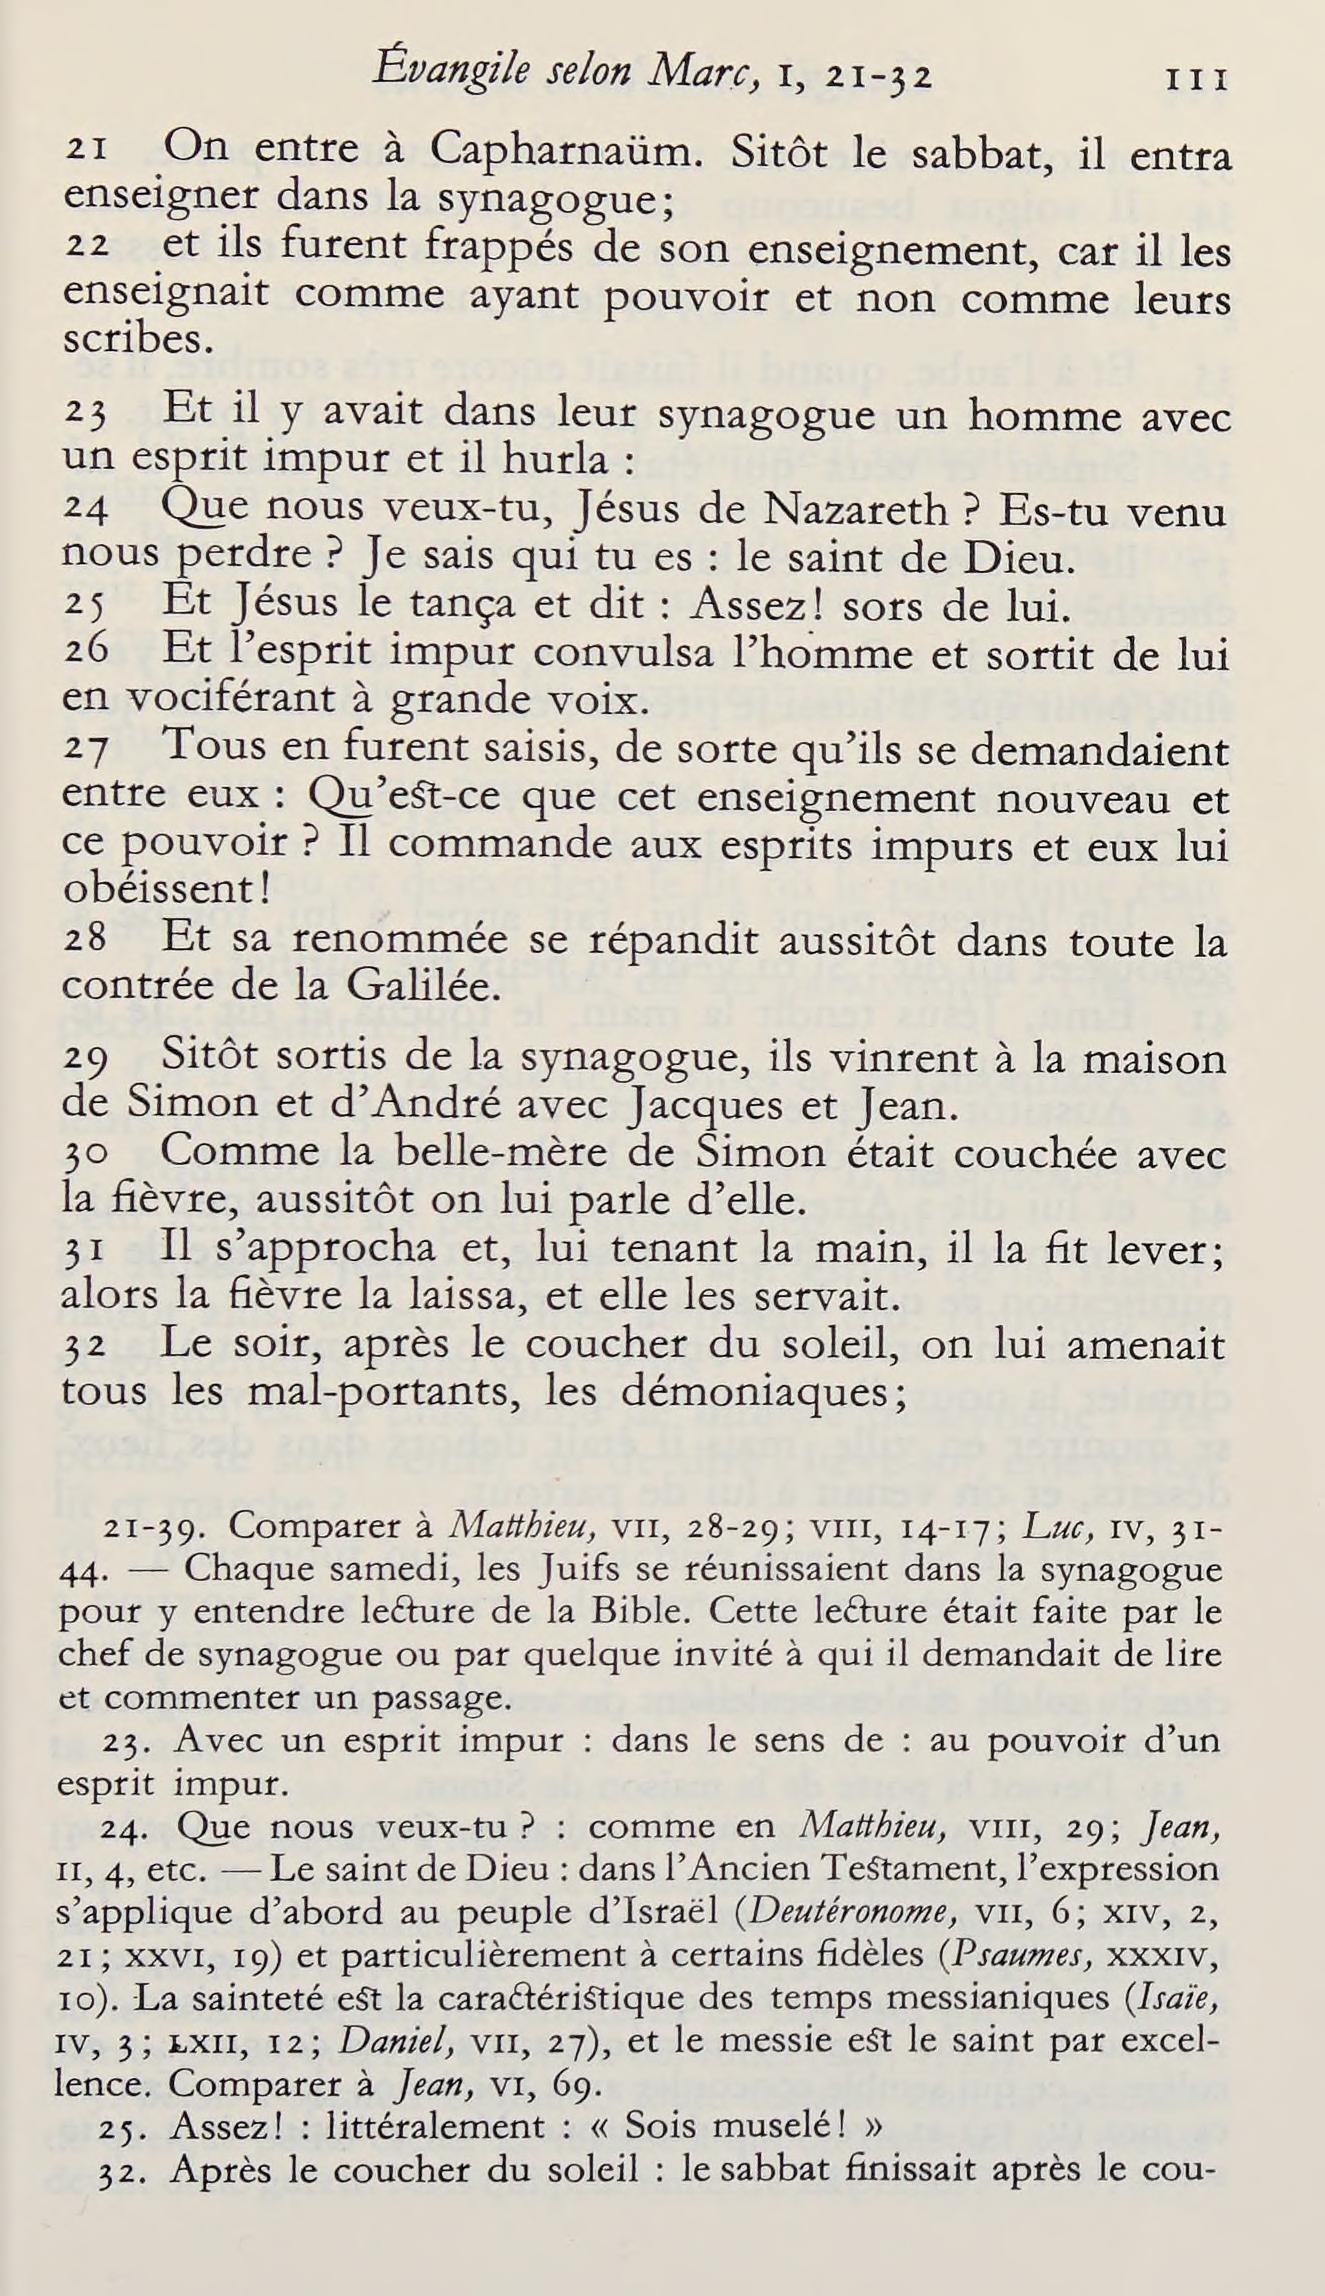 Évangile selon Marc, I, 21-32 111
21 On entre à Capharnaüm. Sitôt le sabbat, il entra
enseigner dans la synagogue;
22 et ils furent frappés de son enseignement, car il les
enseignait comme ayant pouvoir et non comme leurs
scribes.
23 Et il y avait dans leur synagogue un homme avec
un esprit impur et il hurla :
24 Que nous veux-tu, Jésus de Nazareth ? Es-tu venu
nous perdre ? Je sais qui tu es : le saint de Dieu.
25 Et Jésus le tança et dit : Assez! sors de lui.
26 Et l'esprit impur convulsa l'homme et sortit de lui
en vociférant à grande voix.
27 Tous en furent saisis, de sorte qu'ils se demandaient
entre eux : Qu'est-ce que cet enseignement nouveau et
ce pouvoir ? Il commande aux esprits impurs et eux lui
obéissent!
28 Et sa renommée se répandit aussitôt dans toute la
contrée de la Galilée.
29 Sitôt sortis de la synagogue, ils vinrent à la maison
de Simon et d'André avec Jacques et Jean.
30 Comme la belle-mère de Simon était couchée avec
la fièvre, aussitôt on lui parle d'elle.
31 Il s'approcha et, lui tenant la main, il la fit lever;
alors la fièvre la laissa, et elle les servait.
32 Le soir, après le coucher du soleil, on lui amenait
tous les mal-portants, les démoniaques;
21-39. Comparer à Matthieu, VII, 28-29; VIII, 14-17; Luc, IV, 31-
44. — Chaque samedi, les Juifs se réunissaient dans la synagogue
pour y entendre lecture de la Bible. Cette lecture était faite par le
chef de synagogue ou par quelque invité à qui il demandait de lire
et commenter un passage.
23. Avec un esprit impur : dans le sens de : au pouvoir d'un
esprit impur.
24. Que nous veux-tu ? : comme en Matthieu, VIII, 29; Jean,
II, 4, etc. — Le saint de Dieu : dans l'Ancien Testament, l'expression
s'applique d'abord au peuple d'Israël (Deutéronome, VII, 6; XIV, 2,
21; XXVI, 19) et particulièrement à certains fidèles (Psaumes, XXXIV,
10). La sainteté est la caractéristique des temps messianiques (Isaïe,
IV, 3; LXII, 12; Daniel, VII, 27), et le messie est le saint par excel-
lence. Comparer à Jean, VI, 69.
25. Assez! : littéralement : « Sois muselé! »
32. Après le coucher du soleil : le sabbat finissait après le cou-